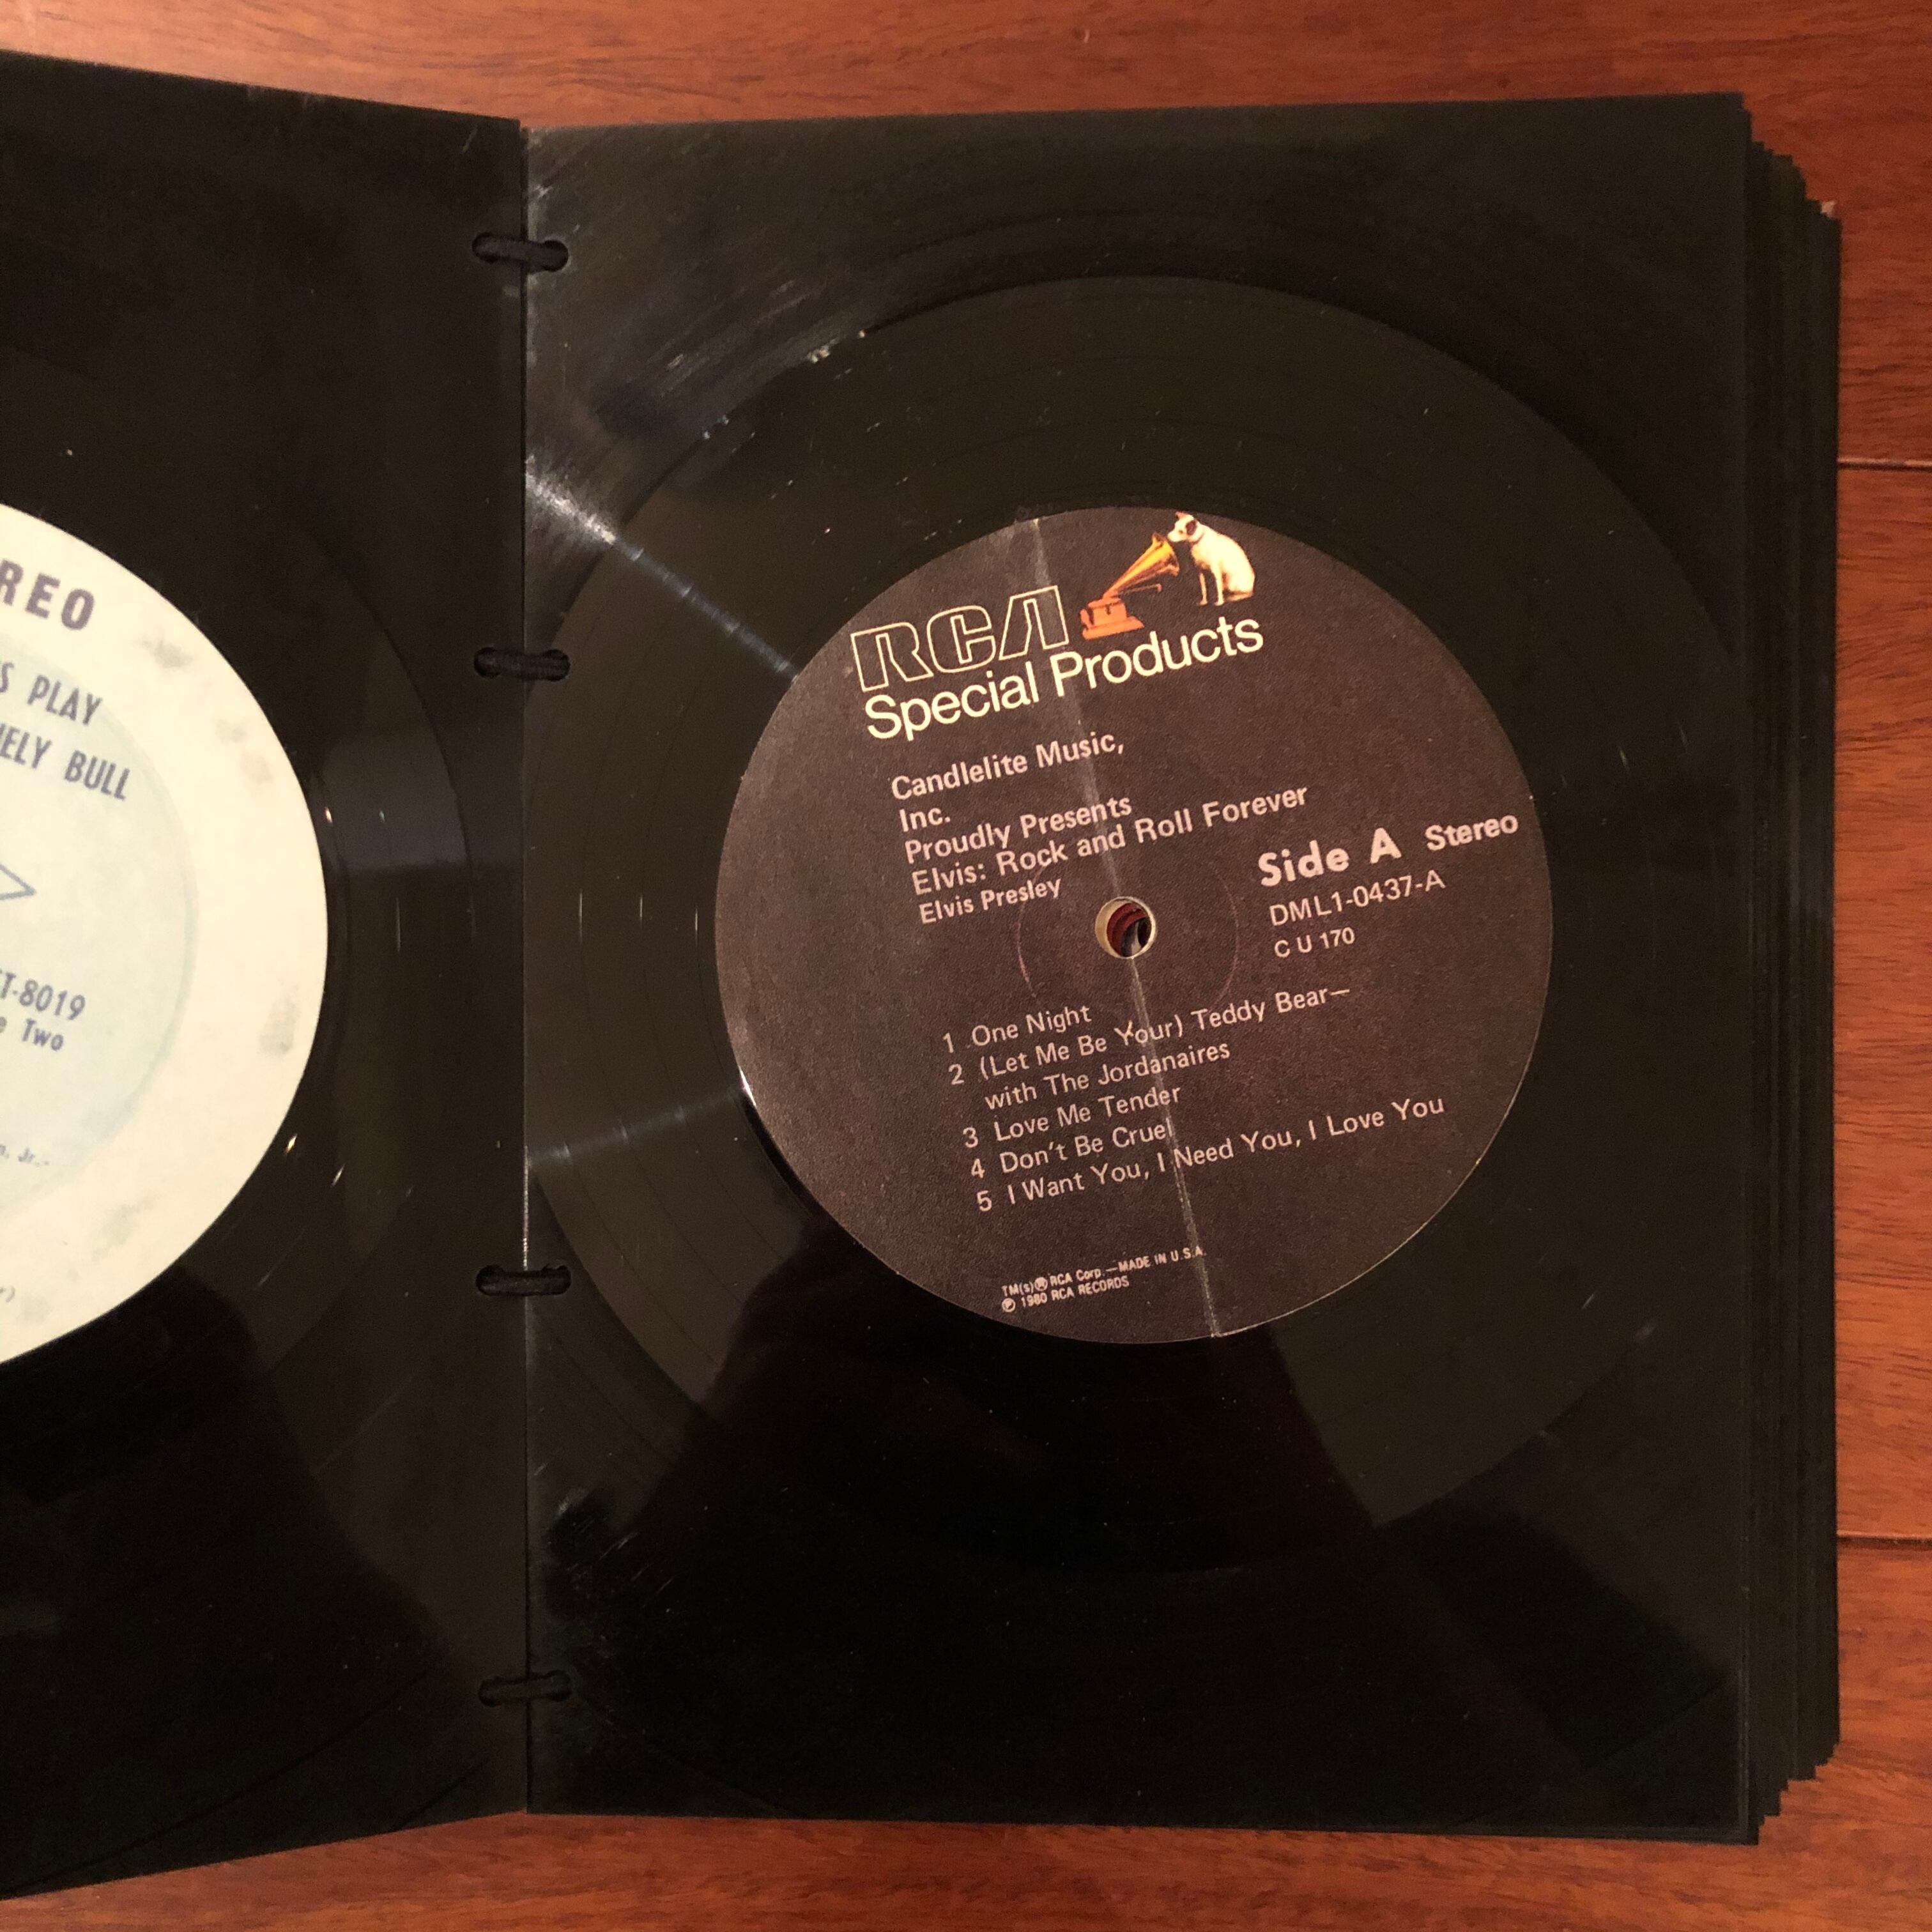 REO
S PLAY
ELY BULL
T-8019
e Two
, Jr.-
RCA
Special Products
Candlelite Music,
Inc.
Proudly Presents
Elvis: Rock and Roll Forever
Elvis Presley
Side A Stereo
DML1-0437-A
C U 170
1 One Night
2 (Let Me Be Your) Teddy Bear—
with The Jordanaires
3 Love Me Tender
4 Don't Be Cruel
5 I Want You, I Need You, I Love You
TM(s)® RCA Corp.—MADE IN U.S.A.
℗ 1980 RCA RECORDS